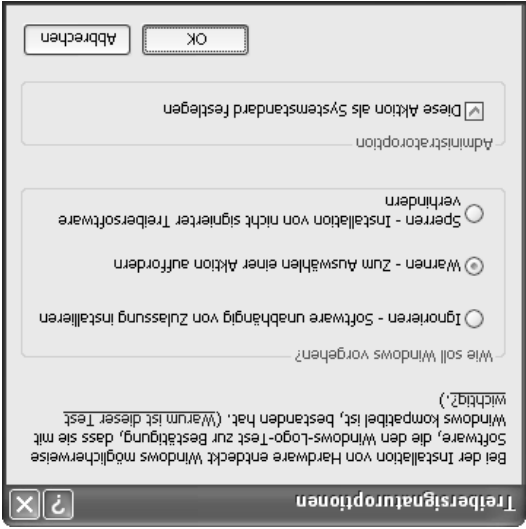 Treibersignaturoptionen
Bei der Installation von Hardware entdeckt Windows möglicherweise
Software, die den Windows-Logo-Test zur Bestätigung, dass sie mit
Windows kompatibel ist, bestanden hat. (Warum ist dieser Test
wichtig?.)
Wie soll Windows vorgehen?
Ignorieren - Software unabhängig von Zulassung installieren
Warnen - Zum Auswählen einer Aktion auffordern
Sperren - Installation von nicht signierter Treibersoftware
verhindern
Administratoroption
Diese Aktion als Systemstandard festlegen
OK
Abbrechen